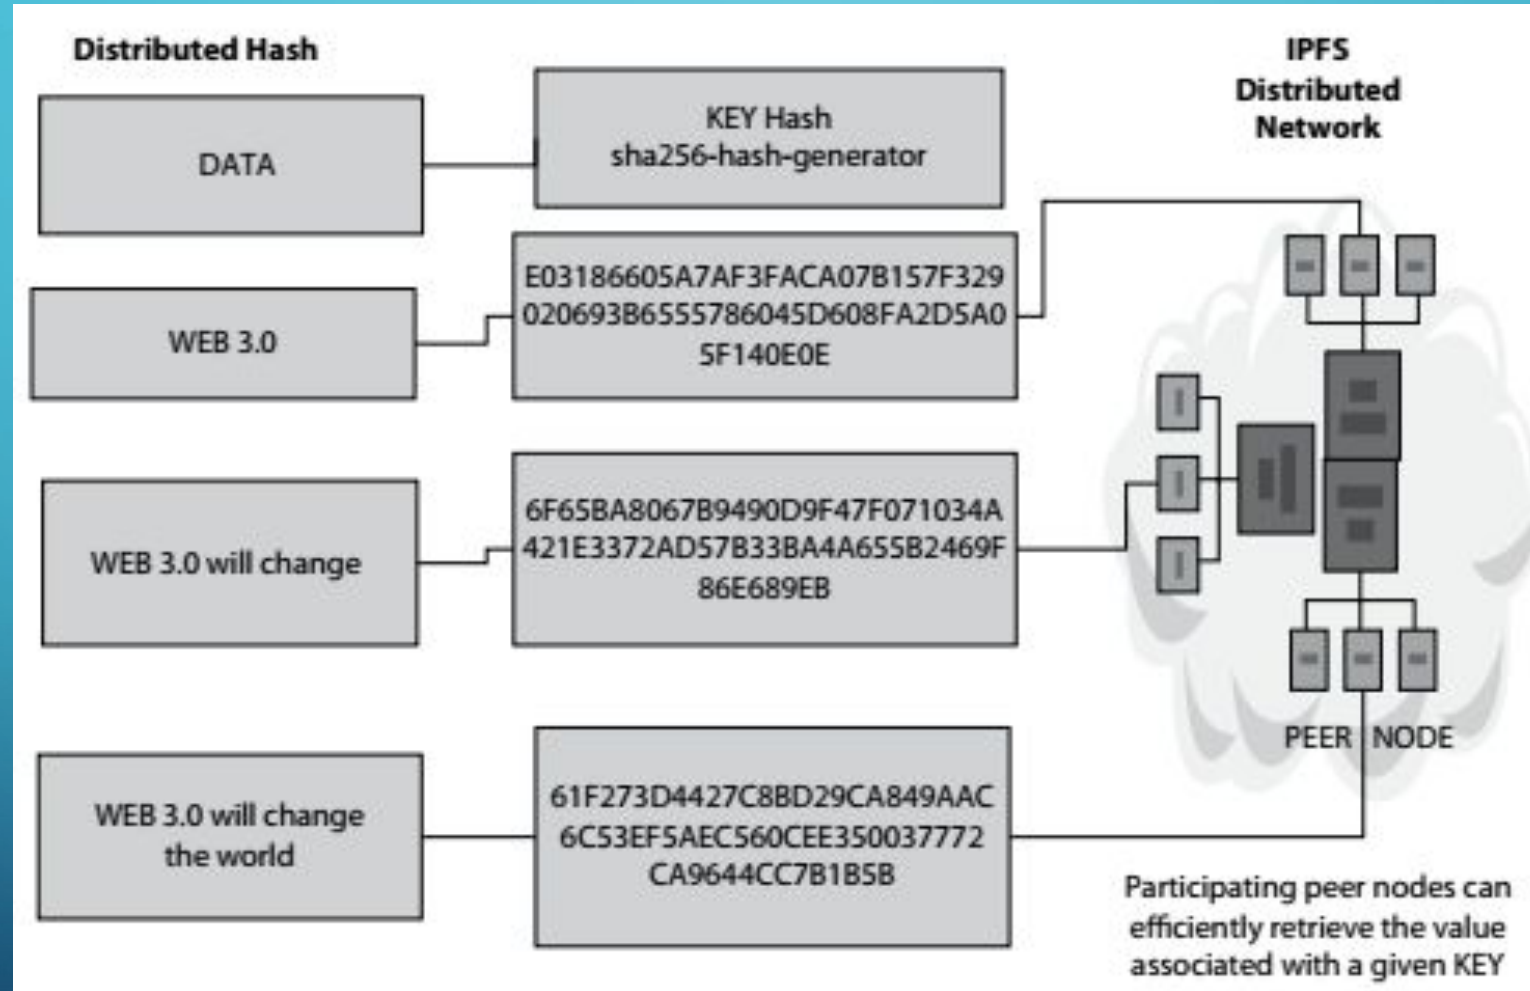 Distributed Hash
IPFS
Distributed
Network
DATA
KEY Hash
sha256-hash-generator
WEB 3.0
E03186605A7AF3FACA07B157F329
020693B6555786045D608FA2D5A0
5F140E0E
WEB 3.0 will change
6F65BA8067B9490D9F47F071034A
421E3372AD57B33BA4A655B2469F
86E689EB
PEER NODE
WEB 3.0 will change
the world
61F273D4427C8BD29CA849AAC
6C53EF5AEC560CEE350037772
CA9644CC7B1B5B
Participating peer nodes can
efficiently retrieve the value
associated with a given KEY